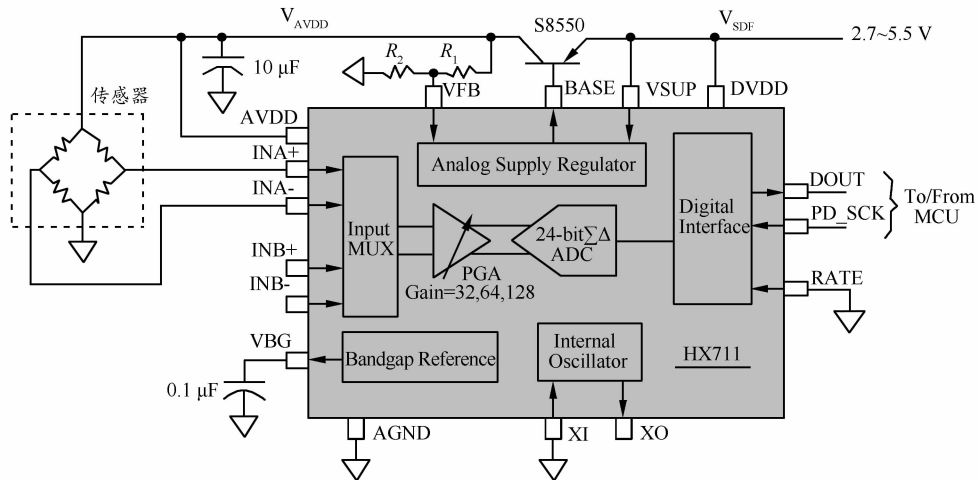 V_AVDD
S8550
V_SDF
2.7~5.5 V
R_2
R_1
10 μF
VFB
BASE
VSUP
DVDD
传感器
AVDD
INA+
INA-
INB+
INB-
VBG
0.1 μF
Analog Supply Regulator
Input
MUX
PGA
Gain=32,64,128
24-bit∑Δ
ADC
Digital
Interface
DOUT
PD_SCK
To/From
MCU
RATE
Bandgap Reference
Internal
Oscillator
HX711
AGND
XI
XO